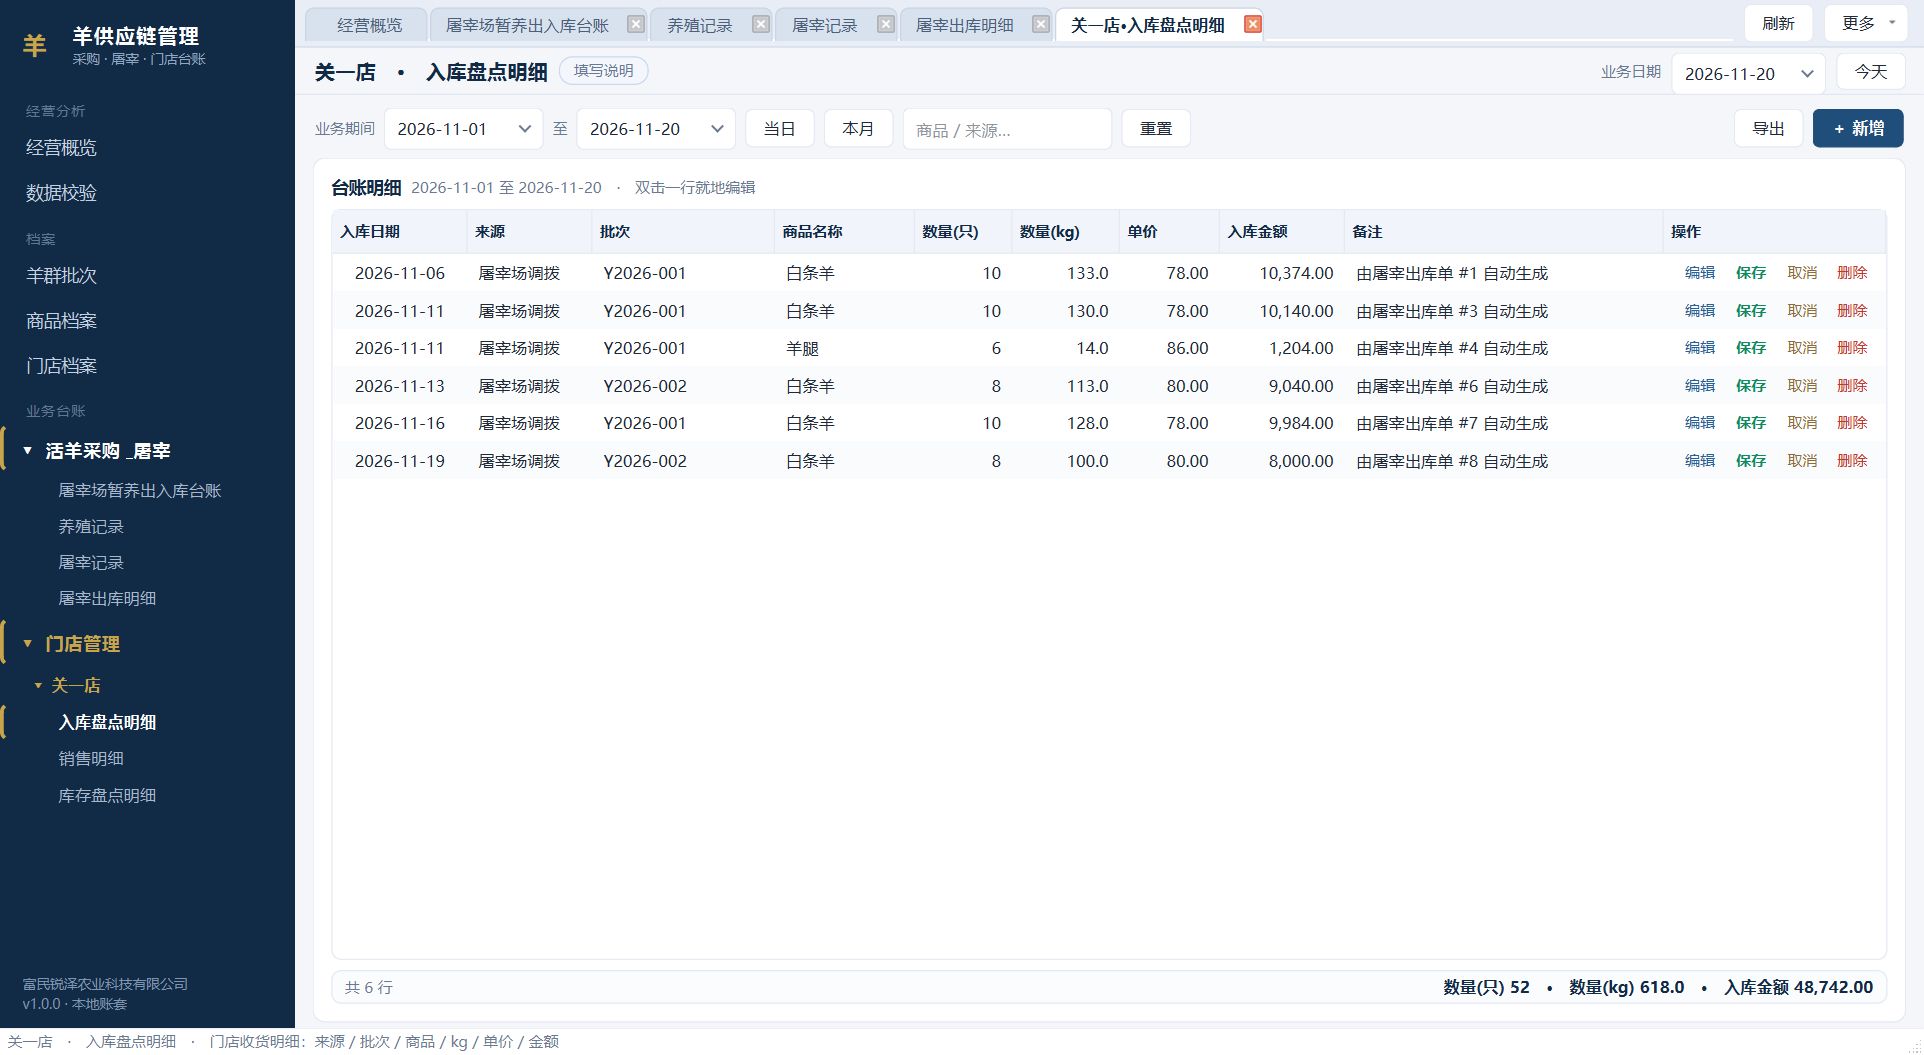 羊 羊供应链管理
采购 · 屠宰 · 门店台账
经营分析
经营概览
数据校验
档案
羊群批次
商品档案
门店档案
业务台账
活羊采购 _屠宰
屠宰场暂养出入库台账
养殖记录
屠宰记录
屠宰出库明细
门店管理
关一店
入库盘点明细
销售明细
库存盘点明细
富民锐泽农业科技有限公司
v1.0.0 · 本地账套
经营概览 屠宰场暂养出入库台账 养殖记录 屠宰记录 屠宰出库明细 关一店•入库盘点明细 刷新 更多
关一店 • 入库盘点明细 填写说明 业务日期 2026-11-20 今天
业务期间 2026-11-01 至 2026-11-20 当日 本月 商品 / 来源... 重置 导出 + 新增
台账明细 2026-11-01 至 2026-11-20 · 双击一行就地编辑
入库日期 来源 批次 商品名称 数量(只) 数量(kg) 单价 入库金额 备注 操作
2026-11-06 屠宰场调拨 Y2026-001 白条羊 10 133.0 78.00 10,374.00 由屠宰出库单 #1 自动生成 编辑 保存 取消 删除
2026-11-11 屠宰场调拨 Y2026-001 白条羊 10 130.0 78.00 10,140.00 由屠宰出库单 #3 自动生成 编辑 保存 取消 删除
2026-11-11 屠宰场调拨 Y2026-001 羊腿 6 14.0 86.00 1,204.00 由屠宰出库单 #4 自动生成 编辑 保存 取消 删除
2026-11-13 屠宰场调拨 Y2026-002 白条羊 8 113.0 80.00 9,040.00 由屠宰出库单 #6 自动生成 编辑 保存 取消 删除
2026-11-16 屠宰场调拨 Y2026-001 白条羊 10 128.0 78.00 9,984.00 由屠宰出库单 #7 自动生成 编辑 保存 取消 删除
2026-11-19 屠宰场调拨 Y2026-002 白条羊 8 100.0 80.00 8,000.00 由屠宰出库单 #8 自动生成 编辑 保存 取消 删除
共 6 行 数量(只) 52 • 数量(kg) 618.0 • 入库金额 48,742.00
关一店 · 入库盘点明细 · 门店收货明细：来源 / 批次 / 商品 / kg / 单价 / 金额